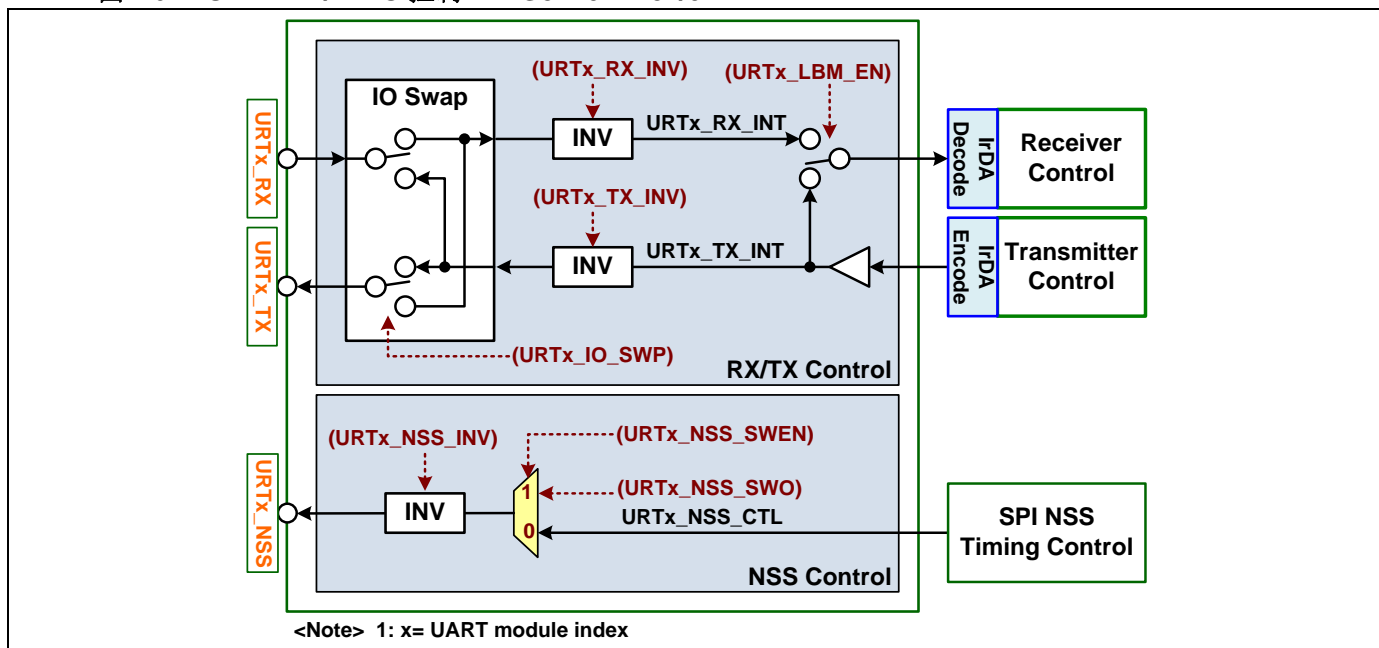 (URTx_RX_INV)
(URTx_LBM_EN)
IO Swap
URTx_RX
INV
URTx_RX_INT
IrDA
Decode
Receiver
Control
(URTx_TX_INV)
URTx_TX
INV
URTx_TX_INT
IrDA
Encode
Transmitter
Control
(URTx_IO_SWP)
RX/TX Control
(URTx_NSS_INV)
(URTx_NSS_SWEN)
URTx_NSS
INV
1
0
(URTx_NSS_SWO)
URTx_NSS_CTL
SPI NSS
Timing Control
NSS Control
<Note> 1: x= UART module index